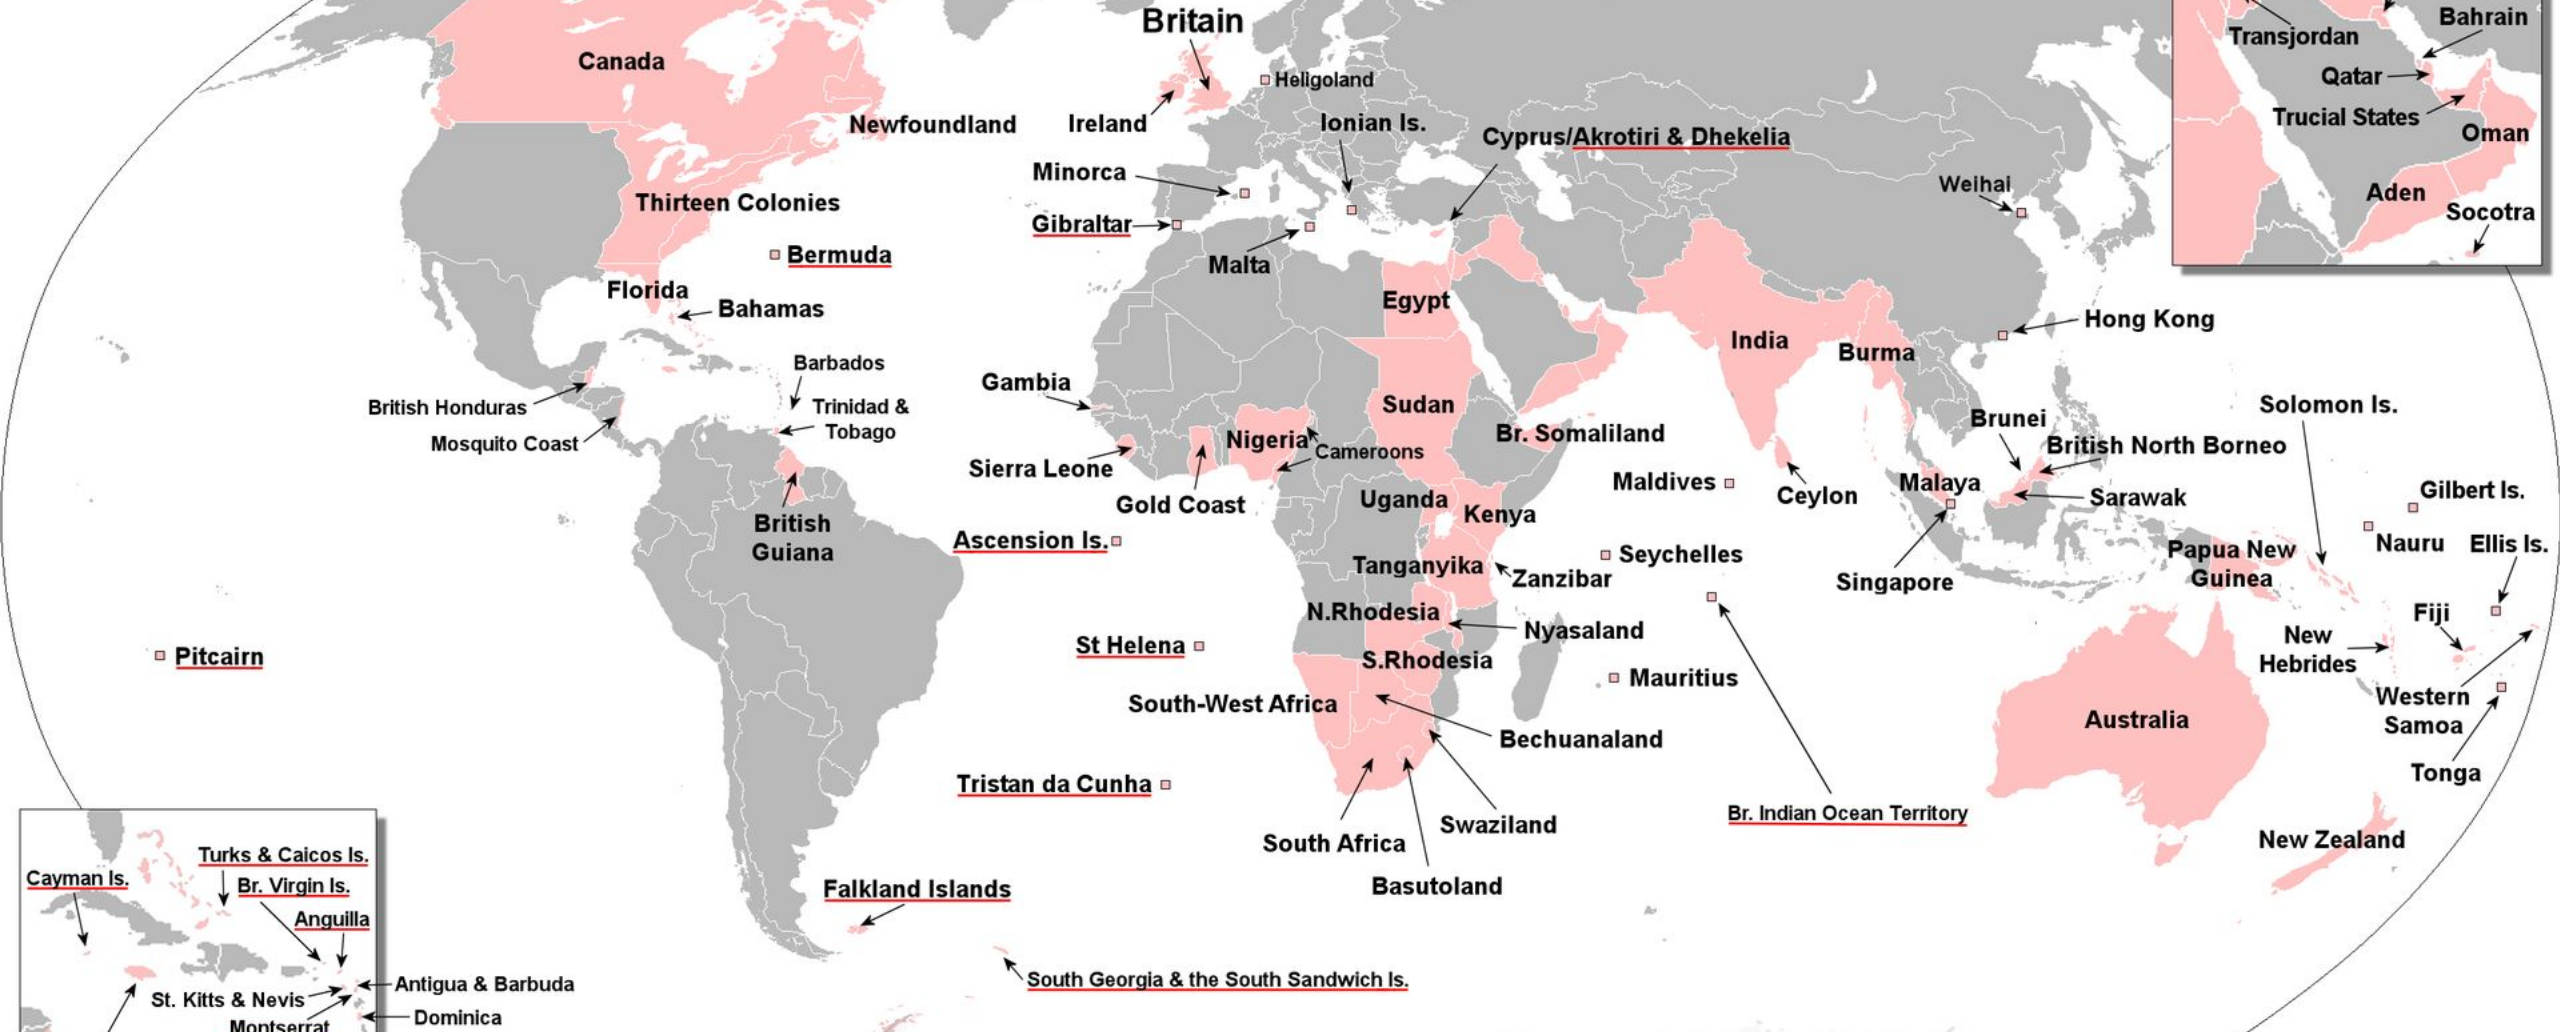 Britain
Canada
Heligoland
Newfoundland
Ireland
Ionian Is.
Cyprus/Akrotiri & Dhekelia
Minorca
Weihai
Thirteen Colonies
Gibraltar
Bermuda
Malta
Florida
Bahamas
Egypt
Hong Kong
India
Burma
Barbados
Gambia
British Honduras
Trinidad &
Tobago
Mosquito Coast
Sudan
Solomon Is.
Brunei
Nigeria
Br. Somaliland
British North Borneo
Cameroons
Sierra Leone
Maldives
Malaya
Gilbert Is.
Ceylon
Sarawak
Gold Coast
Uganda
Kenya
British
Guiana
Ascension Is.
Seychelles
Nauru
Ellis Is.
Papua New
Guinea
Tanganyika
Zanzibar
Singapore
N.Rhodesia
Fiji
Nyasaland
New
Hebrides
St Helena
Pitcairn
S.Rhodesia
Mauritius
South-West Africa
Western
Samoa
Australia
Bechuanaland
Tonga
Tristan da Cunha
Br. Indian Ocean Territory
Swaziland
South Africa
New Zealand
Basutoland
Falkland Islands
South Georgia & the South Sandwich Is.
Bahrain
Transjordan
Qatar
Trucial States
Oman
Aden
Socotra
Turks & Caicos Is.
Cayman Is.
Br. Virgin Is.
Anguilla
Antigua & Barbuda
St. Kitts & Nevis
Dominica
Montserrat